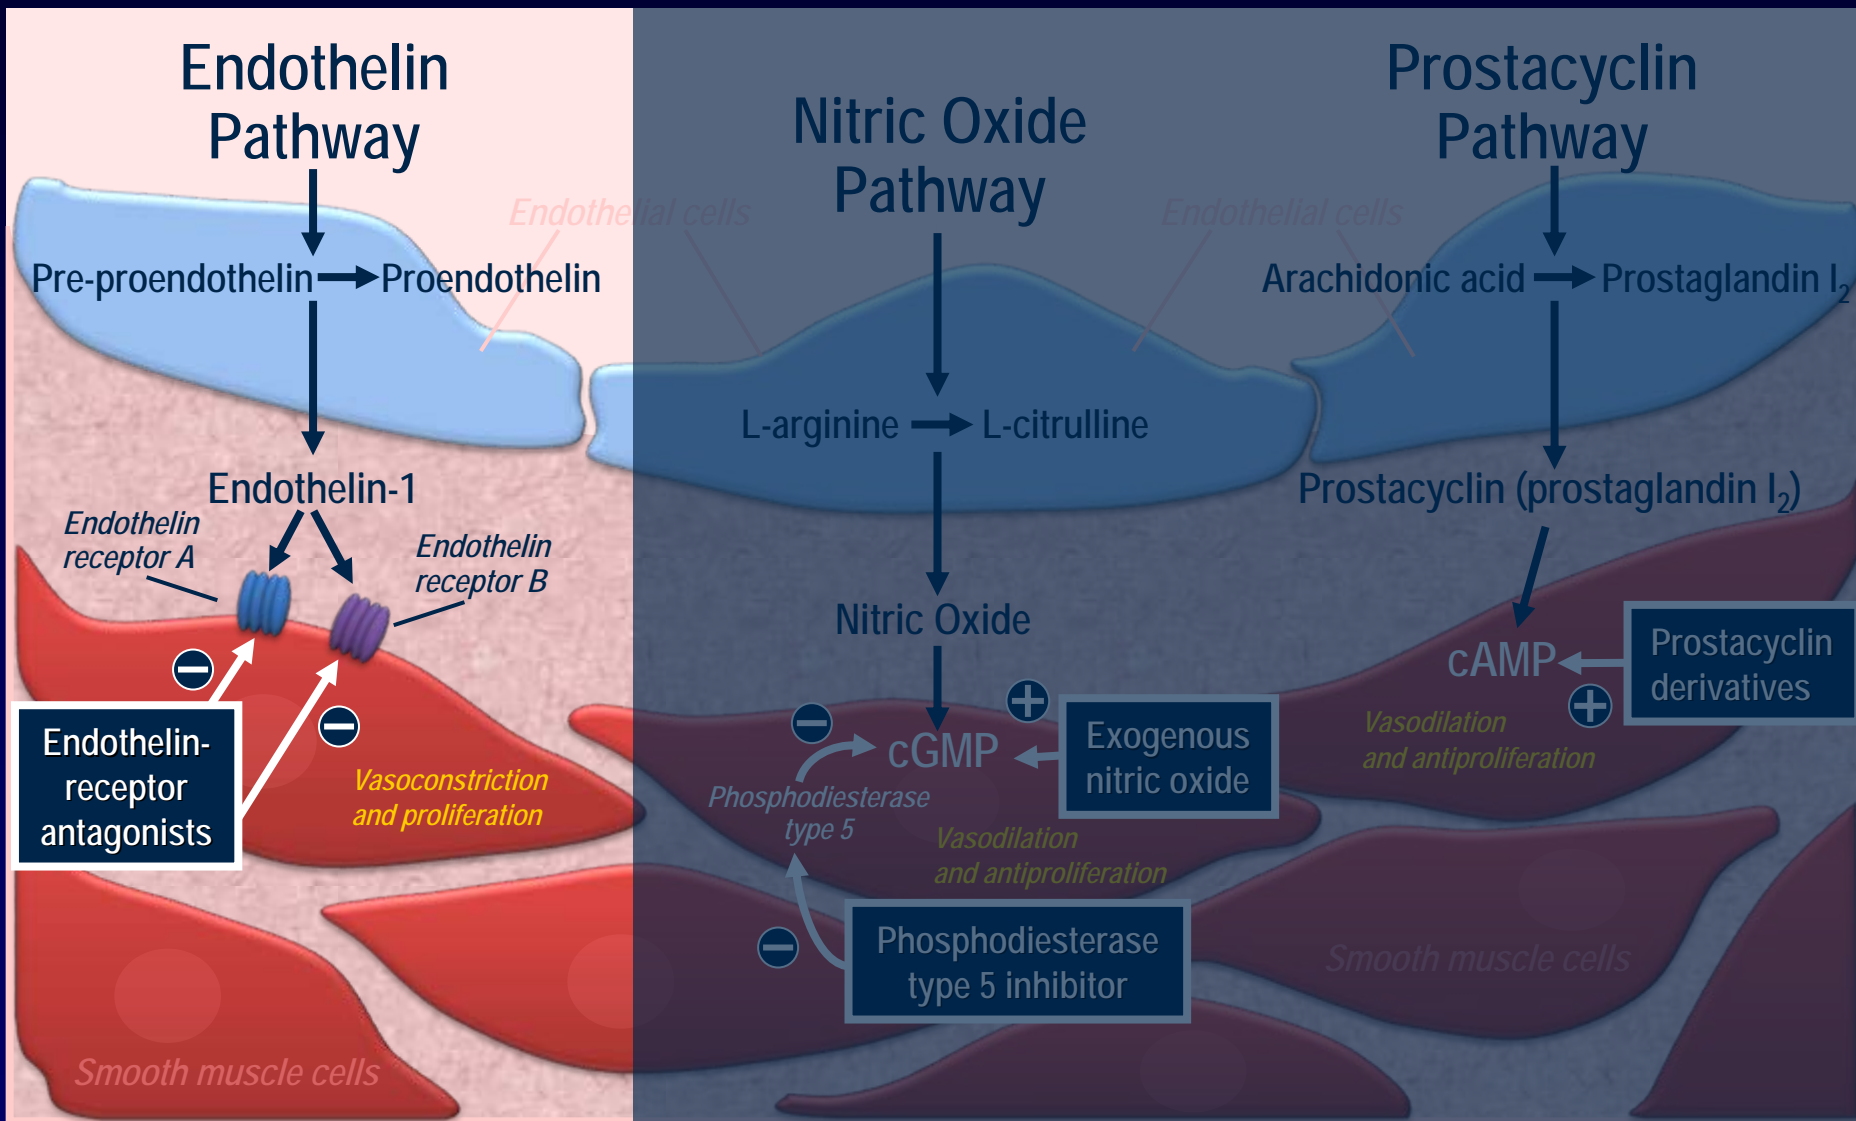 Endothelin
Pathway
Endothelial cells
Pre-proendothelin
Proendothelin
Endothelin-1
Endothelin
receptor A
Endothelin
receptor B
Endothelin-
receptor
antagonists
Vasoconstriction
and proliferation
Smooth muscle cells
Nitric Oxide
Pathway
L-arginine
L-citrulline
Nitric Oxide
cGMP
Exogenous
nitric oxide
Phosphodiesterase
type 5
Vasodilation
and antiproliferation
Phosphodiesterase
type 5 inhibitor
Prostacyclin
Pathway
Endothelial cells
Arachidonic acid
Prostaglandin I₂
Prostacyclin (prostaglandin I₂)
cAMP
Prostacyclin
derivatives
Vasodilation
and antiproliferation
Smooth muscle cells